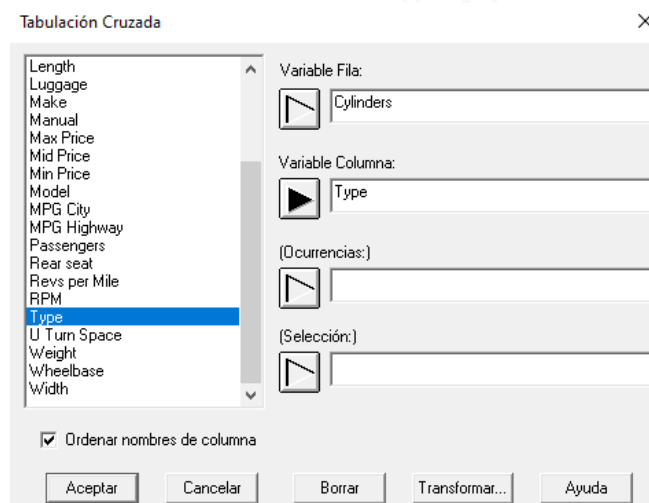 Tabulación Cruzada
Length
Luggage
Make
Manual
Max Price
Mid Price
Min Price
Model
MPG City
MPG Highway
Passengers
Rear seat
Revs per Mile
RPM
Type
U Turn Space
Weight
Wheelbase
Width
Variable Fila:
Cylinders
Variable Columna:
Type
(Ocurrencias:)
(Selección:)
Ordenar nombres de columna
Aceptar
Cancelar
Borrar
Transformar...
Ayuda